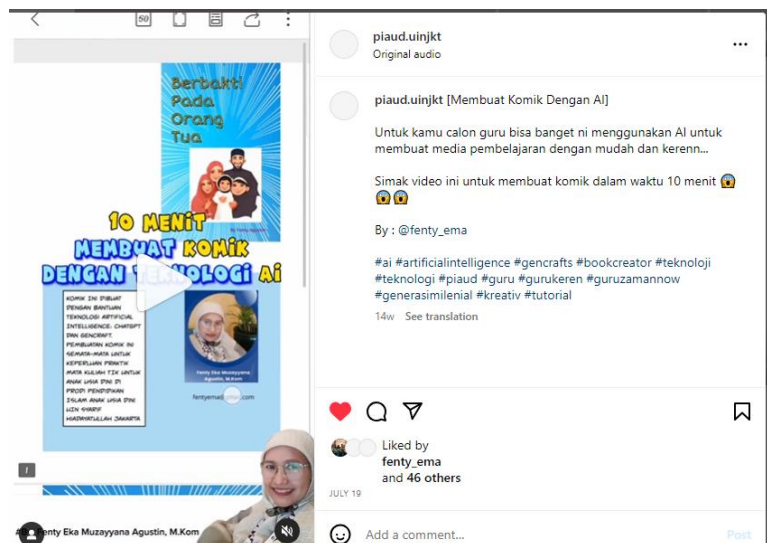 50
Berbakti
Pada
Orang
Tua
By Fenty Agustin
10 MENIT
MEMBUAT KOMIK
DENGAN TEKNOLOGI AI
KOMIK INI DIBUAT
DENGAN BANTUAN
TEKNOLOGI ARTIFICIAL
INTELLIGENCE: CHATGPT
DAN GENCRAFT.
PEMBUATAN KOMIK INI
SEMATA-MATA UNTUK
KEPERLUAN PRAKTIK
MATA KULIAH TIK UNTUK
ANAK USIA DINI DI
PRODI PENDIDIKAN
ISLAM ANAK USIA DINI
UIN SYARIF
HIDAYATULLAH JAKARTA
Fenty Eka Muzayyana
Agustin, M.Kom
1
Fenty Eka Muzayyana Agustin, M.Kom
piaud.uinjkt
Original audio
piaud.uinjkt [Membuat Komik Dengan AI]
Untuk kamu calon guru bisa banget ni menggunakan AI untuk
membuat media pembelajaran dengan mudah dan kerenn...
Simak video ini untuk membuat komik dalam waktu 10 menit 😱
😱😱
By : @fenty_ema
#ai #artificialintelligence #gencrafts #bookcreator #teknoloji
#teknologi #piaud #guru #gurukeren #guruzamannow
#generasimilenial #kreativ #tutorial
14w See translation
Liked by
fenty_ema
and 46 others
JULY 19
Add a comment...
Post